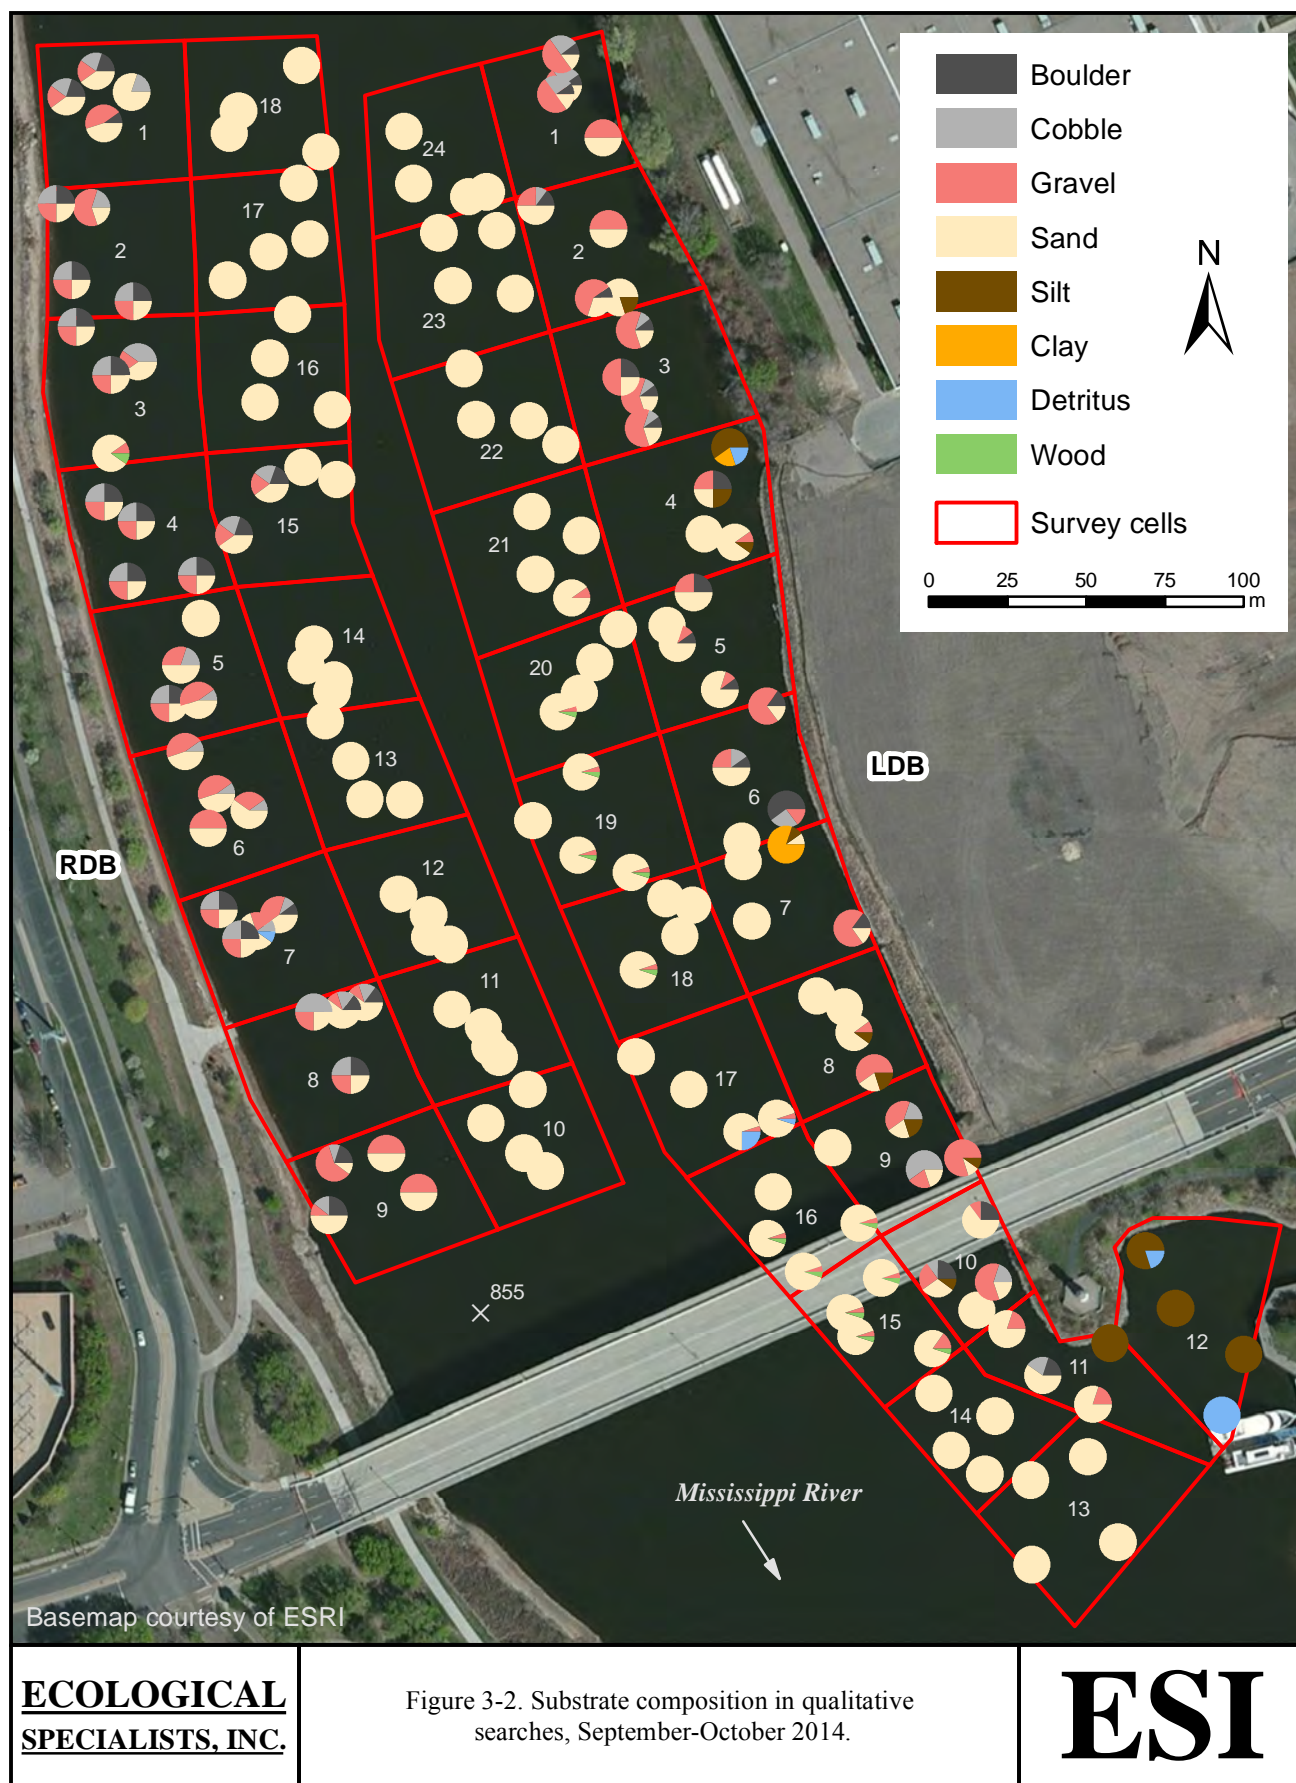 Boulder
Cobble
Gravel
Sand
Silt
Clay
Detritus
Wood
Survey cells
N
0 25 50 75 100
m
1
18
17
2
16
3
15
4
14
5
13
6
12
7
11
8
10
9
24
1
2
23
3
22
4
21
5
20
6
19
7
18
8
17
9
16
10
15
11
12
14
13
RDB
LDB
855
Mississippi River
Basemap courtesy of ESRI
ECOLOGICAL
SPECIALISTS, INC.
Figure 3-2. Substrate composition in qualitative
searches, September-October 2014.
ESI